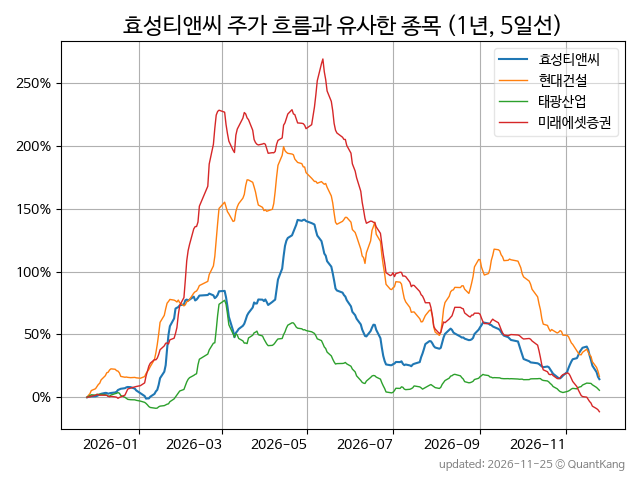 효성티앤씨 주가 흐름과 유사한 종목 (1년, 5일선)
효성티앤씨
현대건설
태광산업
미래에셋증권
250%
200%
150%
100%
50%
0%
2026-01
2026-03
2026-05
2026-07
2026-09
2026-11
updated: 2026-11-25 © QuantKang